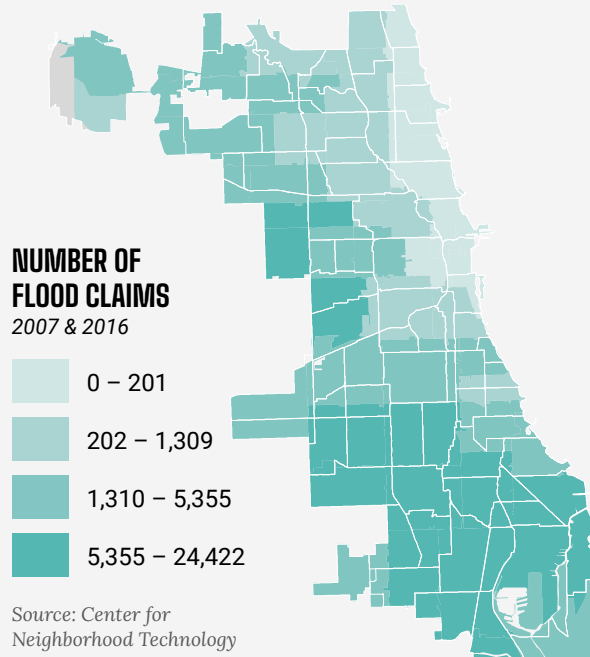 NUMBER OF
FLOOD CLAIMS
2007 & 2016
0 – 201
202 – 1,309
1,310 – 5,355
5,355 – 24,422
Source: Center for
Neighborhood Technology